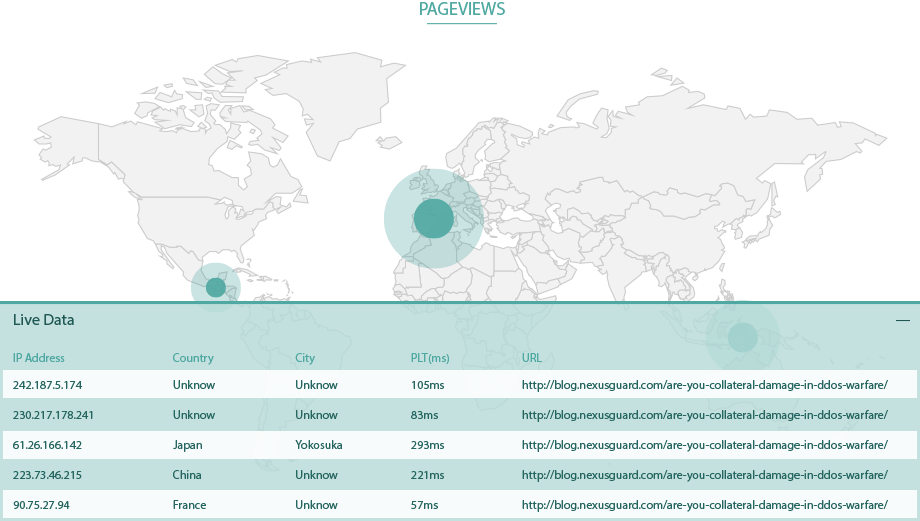 PAGEVIEWS
Live Data
IP Address Country City PLT(ms) URL
242.187.5.174 Unknow Unknow 105ms http://blog.nexusguard.com/are-you-collateral-damage-in-ddos-warfare/
230.217.178.241 Unknow Unknow 83ms http://blog.nexusguard.com/are-you-collateral-damage-in-ddos-warfare/
61.26.166.142 Japan Yokosuka 293ms http://blog.nexusguard.com/are-you-collateral-damage-in-ddos-warfare/
223.73.46.215 China Unknow 221ms http://blog.nexusguard.com/are-you-collateral-damage-in-ddos-warfare/
90.75.27.94 France Unknow 57ms http://blog.nexusguard.com/are-you-collateral-damage-in-ddos-warfare/